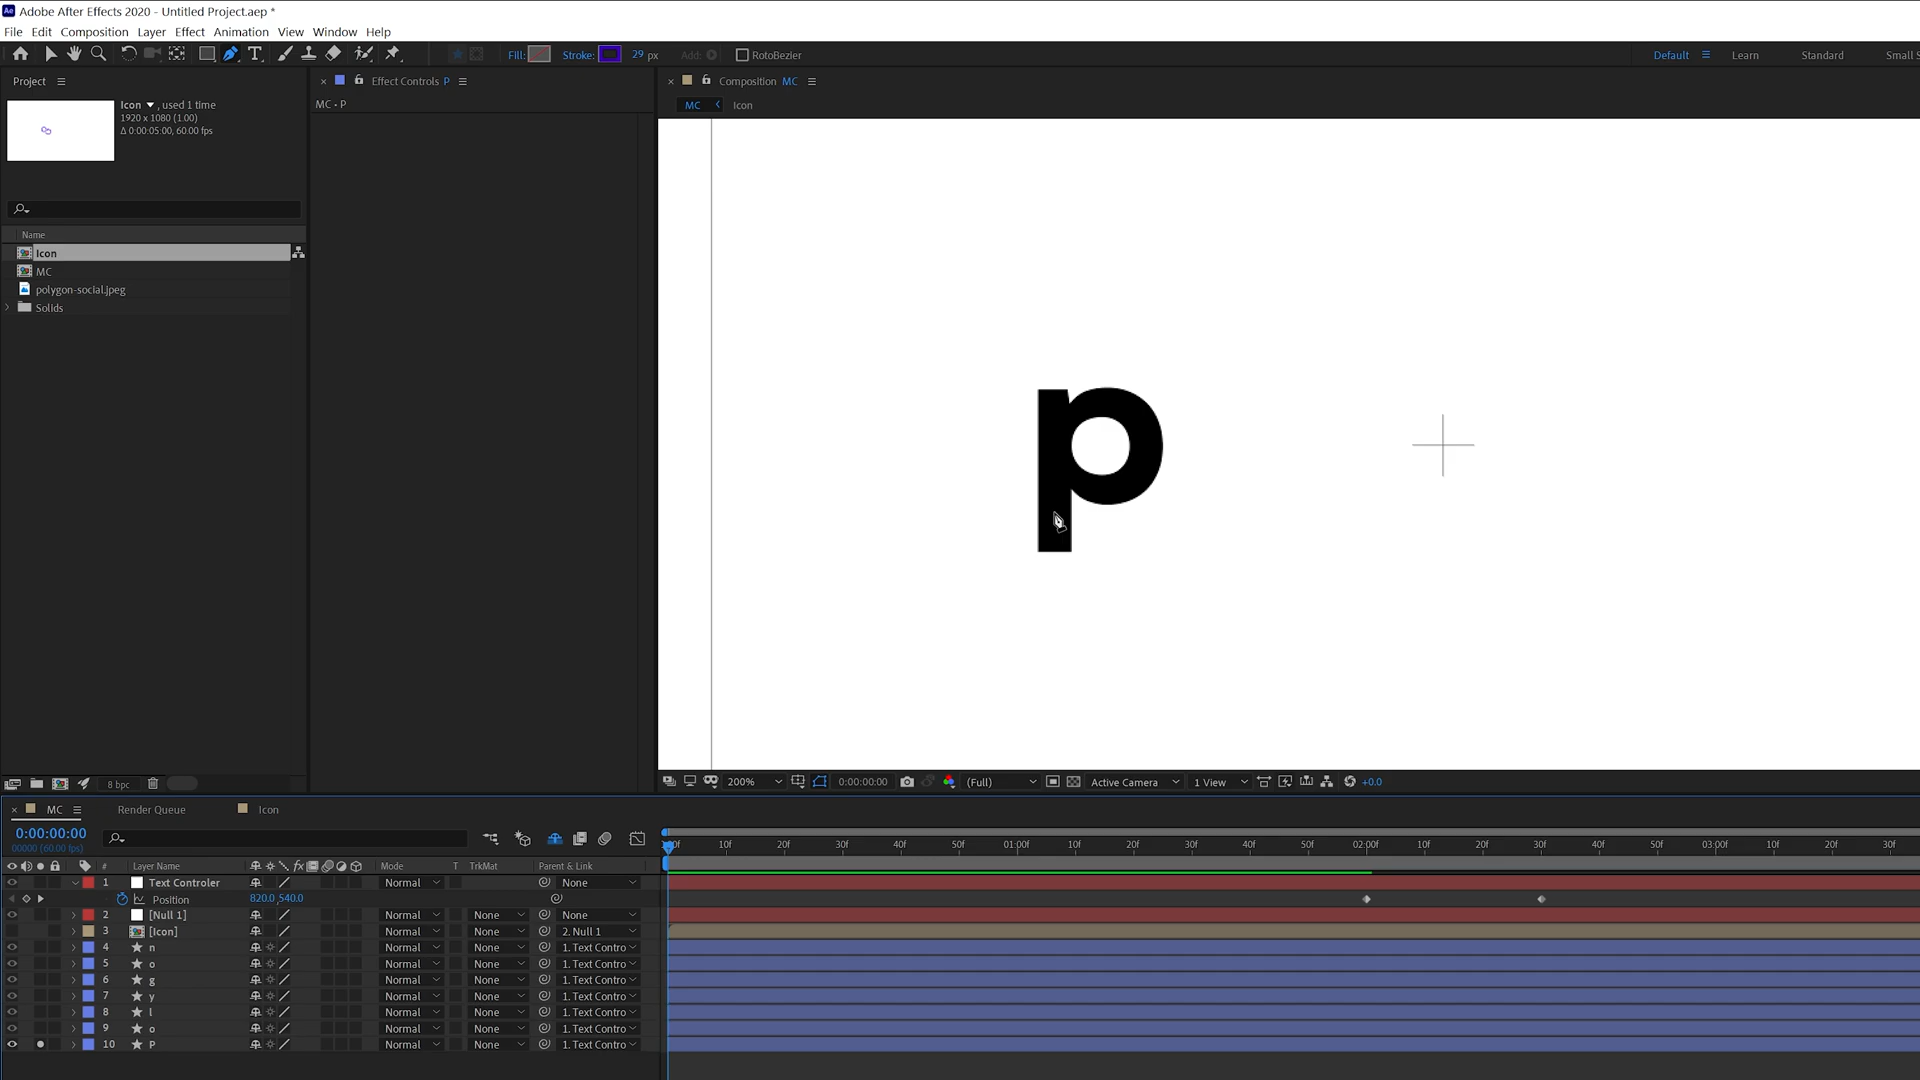 Adobe After Effects 2020 - Untitled Project.aep *
File Edit Composition Layer Effect Animation View Window Help
Fill: Stroke: 29 px Add: RotoBezier Default Learn Standard Small S
Project Effect Controls P Composition MC
MC • P
MC Icon
Icon , used 1 time
1920 x 1080 (1.00)
Δ 0:00:05:00, 60.00 fps
Name
Icon
MC
polygon-social.jpeg
Solids
p
8 bpc 200% 0:00:00:00 (Full) Active Camera 1 View +0.0
MC Render Queue Icon
0:00:00:00
00000 (60.00 fps)
:00f 10f 20f 30f 40f 50f 01:00f 10f 20f 30f 40f 50f 02:00f 10f 20f 30f 40f 50f 03:00f 10f 20f 30f
# Layer Name fx Mode T TrkMat Parent & Link
1 Text Controler Normal None
Position 820.0,540.0
2 [Null 1] Normal None None
3 [Icon] Normal None 2. Null 1
4 n Normal None 1. Text Contro
5 o Normal None 1. Text Contro
6 g Normal None 1. Text Contro
7 y Normal None 1. Text Contro
8 l Normal None 1. Text Contro
9 o Normal None 1. Text Contro
10 P Normal None 1. Text Contro